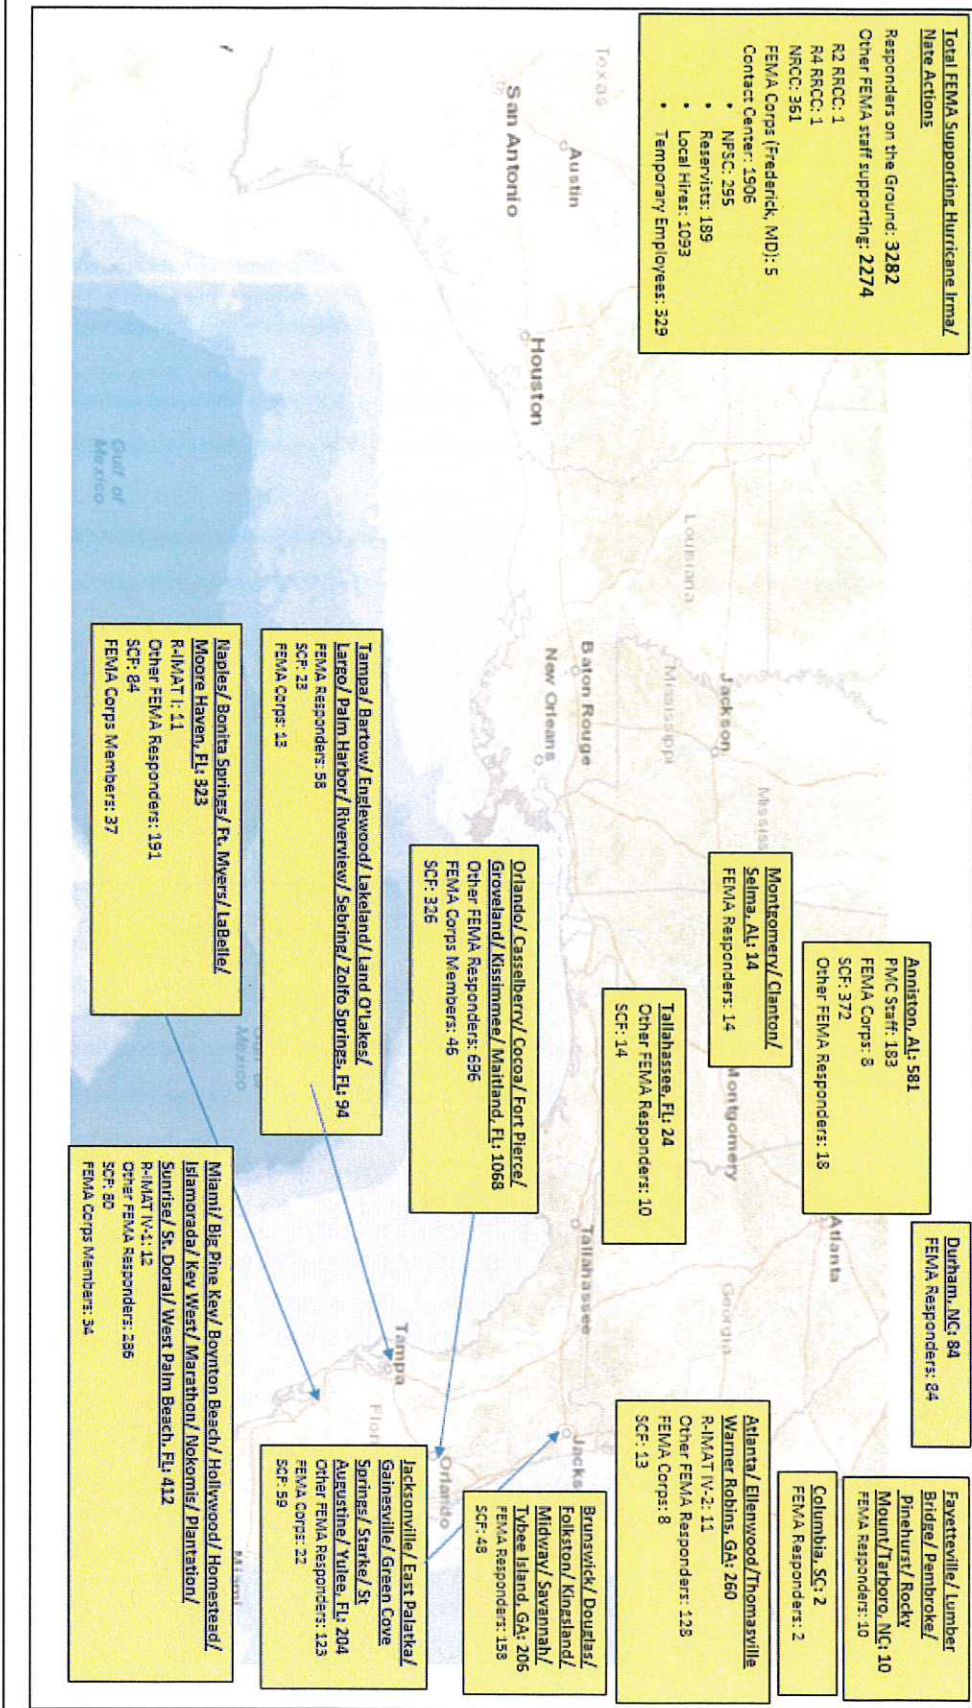 Total FEMA Supporting Hurricane Irma/
Nate Actions
Responders on the Ground: 3282
Other FEMA staff supporting: 2274
R2 RRCC: 1
R4 RRCC: 1
NRCC: 361
FEMA Corps (Frederick, MD): 5
Contact Center: 1906
• NPSC: 295
• Reservists: 189
• Local Hires: 1093
• Temporary Employees: 329
Texas
Austin
San Antonio
Houston
Louisiana
Baton Rouge
New Orleans
Jackson
Mississippi
Mississ
Gulf of
Mexico
Mexico
Montgomery
Atlanta
Georgia
Tallahassee
Jacks
Tampa
Orlando
Flor
Miami
Durham, NC: 84
FEMA Responders: 84
Fayetteville/ Lumber
Bridge/ Pembroke/
Pinehurst/ Rocky
Mount/Tarboro, NC: 10
FEMA Responders: 10
Columbia, SC: 2
FEMA Responders: 2
Anniston, AL: 581
PMC Staff: 183
FEMA Corps: 8
SCF: 372
Other FEMA Responders: 18
Montgomery/ Clanton/
Selma, AL: 14
FEMA Responders: 14
Atlanta/ Ellenwood/Thomasville
Warner Robins, GA: 260
R-IMAT IV-2: 11
Other FEMA Responders: 128
FEMA Corps: 8
SCF: 13
Tallahassee, FL: 24
Other FEMA Responders: 10
SCF: 14
Brunswick/ Douglas/
Folkston/ Kingsland/
Midway/ Savannah/
Tybee Island, GA: 206
FEMA Responders: 158
SCF: 48
Orlando/ Casselberry/ Cocoa/ Fort Pierce/
Groveland/ Kissimmee/ Maitland, FL: 1068
Other FEMA Responders: 696
FEMA Corps Members: 46
SCF: 326
Jacksonville/ East Palatka/
Gainesville/ Green Cove
Springs/ Starke/ St
Augustine/ Yulee, FL: 204
Other FEMA Responders: 123
FEMA Corps: 22
SCF: 59
Tampa/ Bartow/ Englewood/ Lakeland/ Land O'Lakes/
Largo/ Palm Harbor/ Riverview/ Sebring/ Zolfo Springs, FL: 94
FEMA Responders: 58
SCF: 23
FEMA Corps: 13
Naples/ Bonita Springs/ Ft. Myers/ LaBelle/
Moore Haven, FL: 323
R-IMAT I: 11
Other FEMA Responders: 191
SCF: 84
FEMA Corps Members: 37
Miami/ Big Pine Key/ Boynton Beach/ Hollywood/ Homestead/
Islamorada/ Key West/ Marathon/ Nokomis/ Plantation/
Sunrise/ St. Doral/ West Palm Beach, FL: 412
R-IMAT IV-1: 12
Other FEMA Responders: 286
SCF: 80
FEMA Corps Members: 34